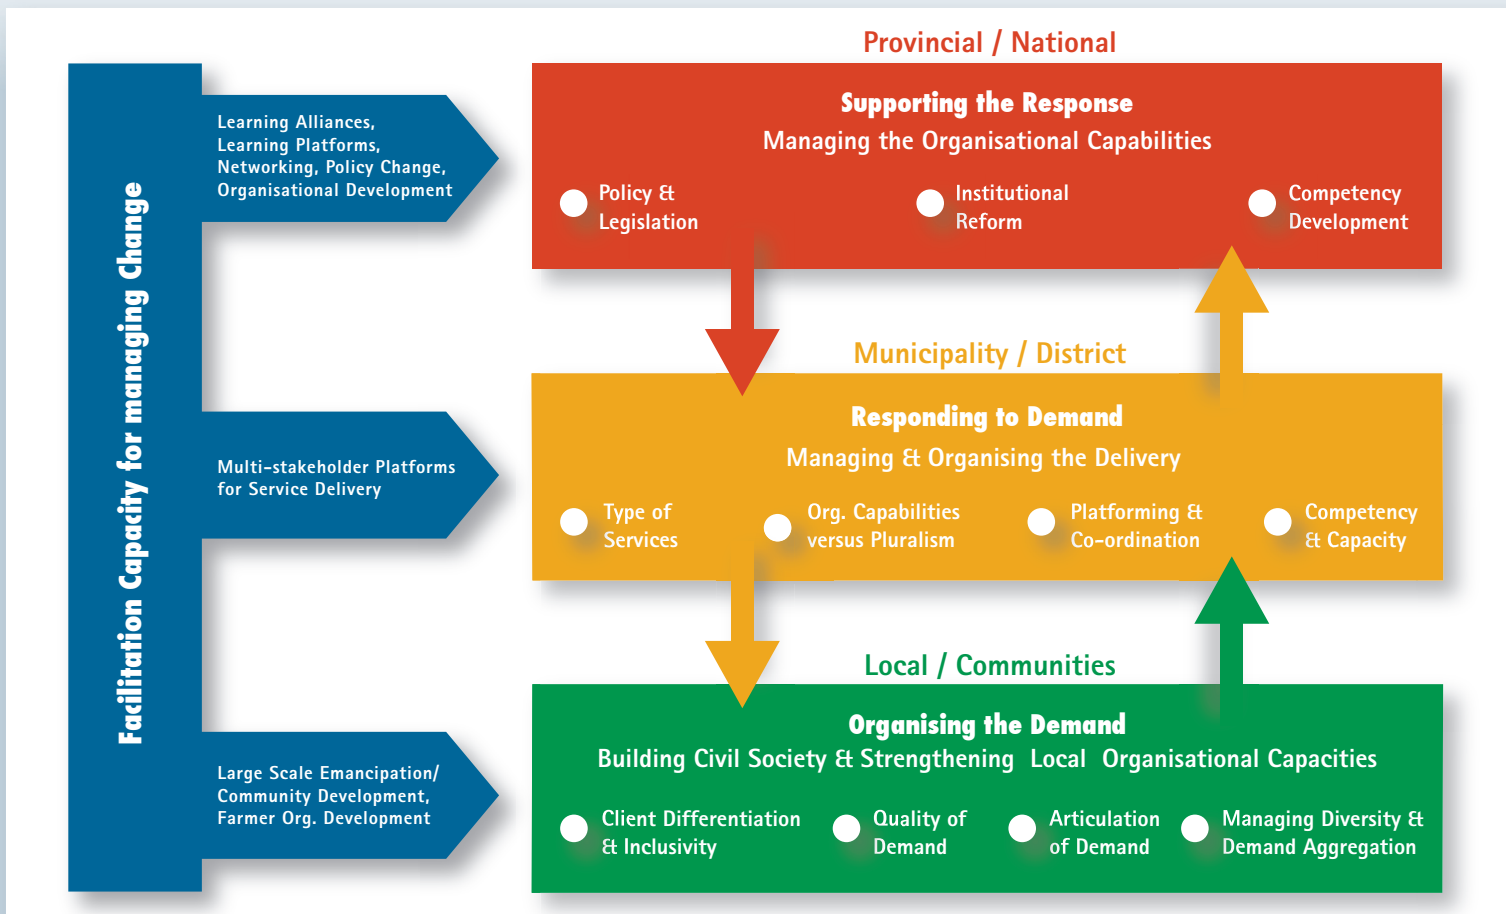 Facilitation Capacity for managing Change
Learning Alliances,
Learning Platforms,
Networking, Policy Change,
Organisational Development
Multi-stakeholder Platforms
for Service Delivery
Large Scale Emancipation/
Community Development,
Farmer Org. Development
Provincial / National
Supporting the Response
Managing the Organisational Capabilities
Policy &
Legislation
Institutional
Reform
Competency
Development
Municipality / District
Responding to Demand
Managing & Organising the Delivery
Type of
Services
Org. Capabilities
versus Pluralism
Platforming &
Co-ordination
Competency
& Capacity
Local / Communities
Organising the Demand
Building Civil Society & Strengthening Local Organisational Capacities
Client Differentiation
& Inclusivity
Quality of
Demand
Articulation
of Demand
Managing Diversity &
Demand Aggregation